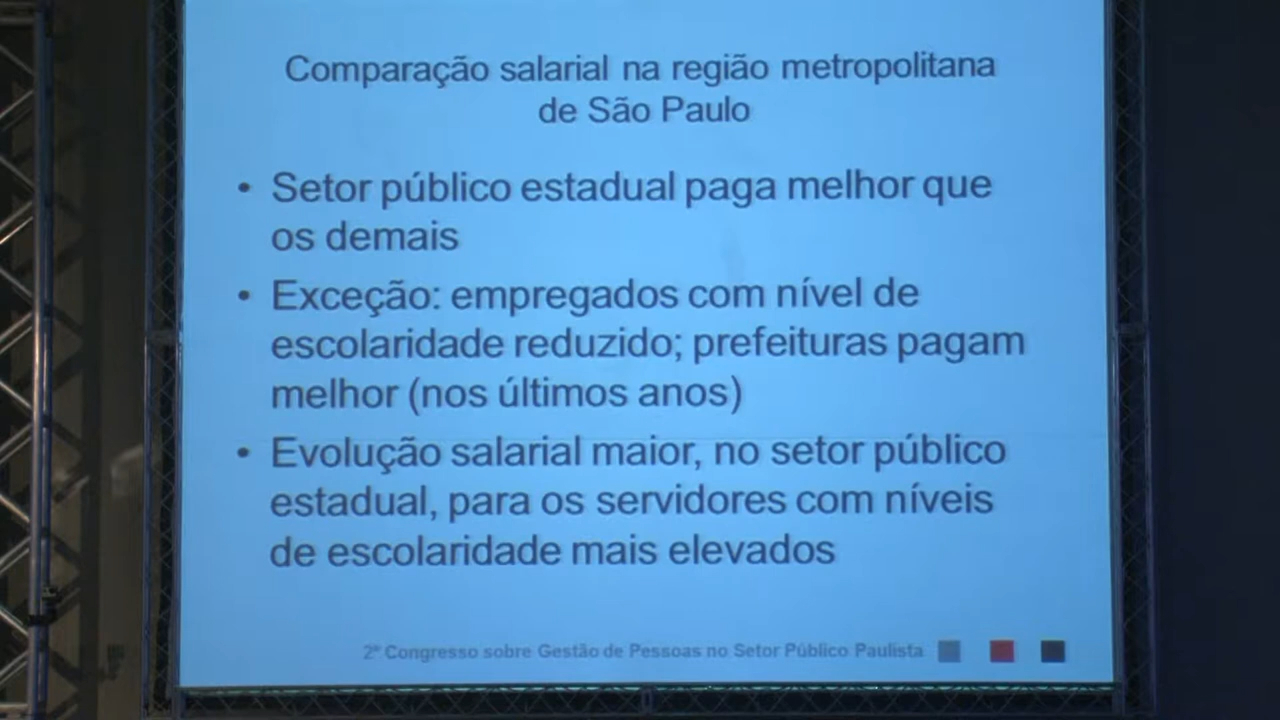 Comparação salarial na região metropolitana
de São Paulo
• Setor público estadual paga melhor que
os demais
• Exceção: empregados com nível de
escolaridade reduzido; prefeituras pagam
melhor (nos últimos anos)
• Evolução salarial maior, no setor público
estadual, para os servidores com níveis
de escolaridade mais elevados
2º Congresso sobre Gestão de Pessoas no Setor Público Paulista